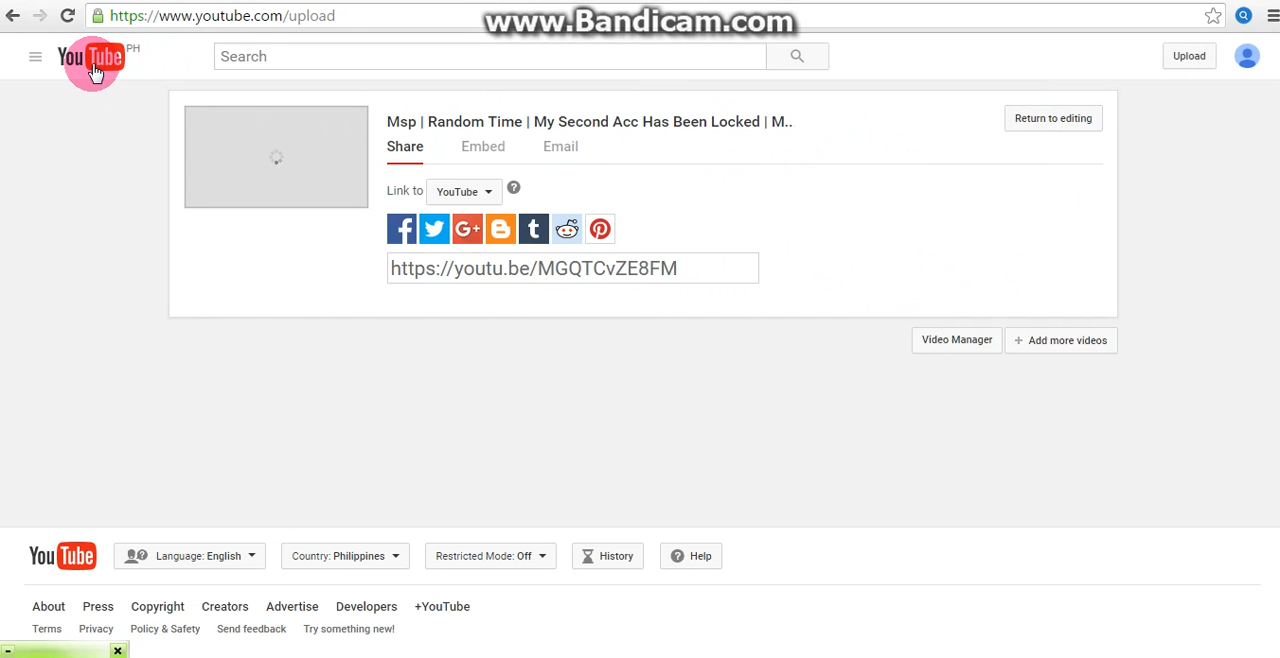 https://www.youtube.com/upload
www.Bandicam.com
YouTube PH
Search
Upload
Msp | Random Time | My Second Acc Has Been Locked | M..
Return to editing
Share Embed Email
Link to YouTube ?
f G+ B t
https://youtu.be/MGQTCvZE8FM
Video Manager
+ Add more videos
YouTube Language: English Country: Philippines Restricted Mode: Off History ? Help
About Press Copyright Creators Advertise Developers +YouTube
Terms Privacy Policy & Safety Send feedback Try something new!